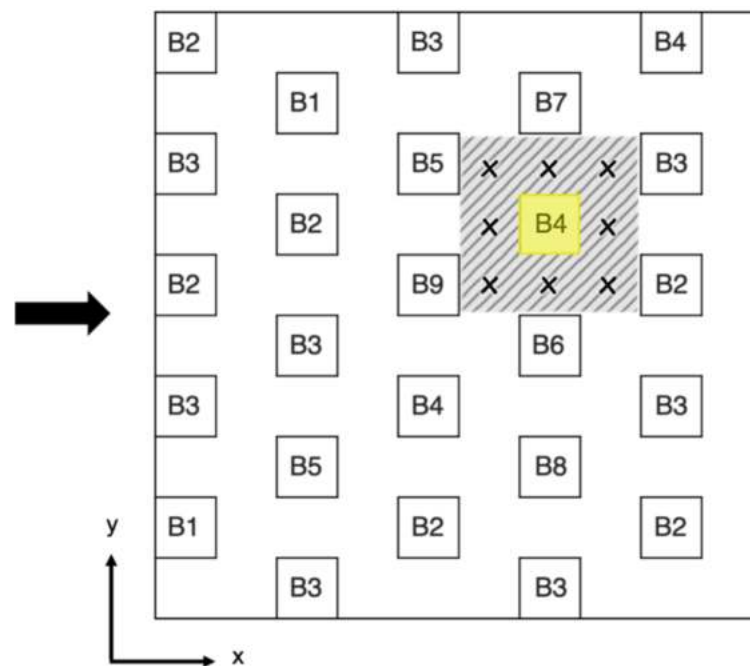 B2 B3 B4
B1 B7
B3 B5 x x x B3
B2 x B4 x
B2 B9 x x x B2
B3 B6
B3 B4 B3
B5 B8
B1 B2 B2
B3 B3
y
x